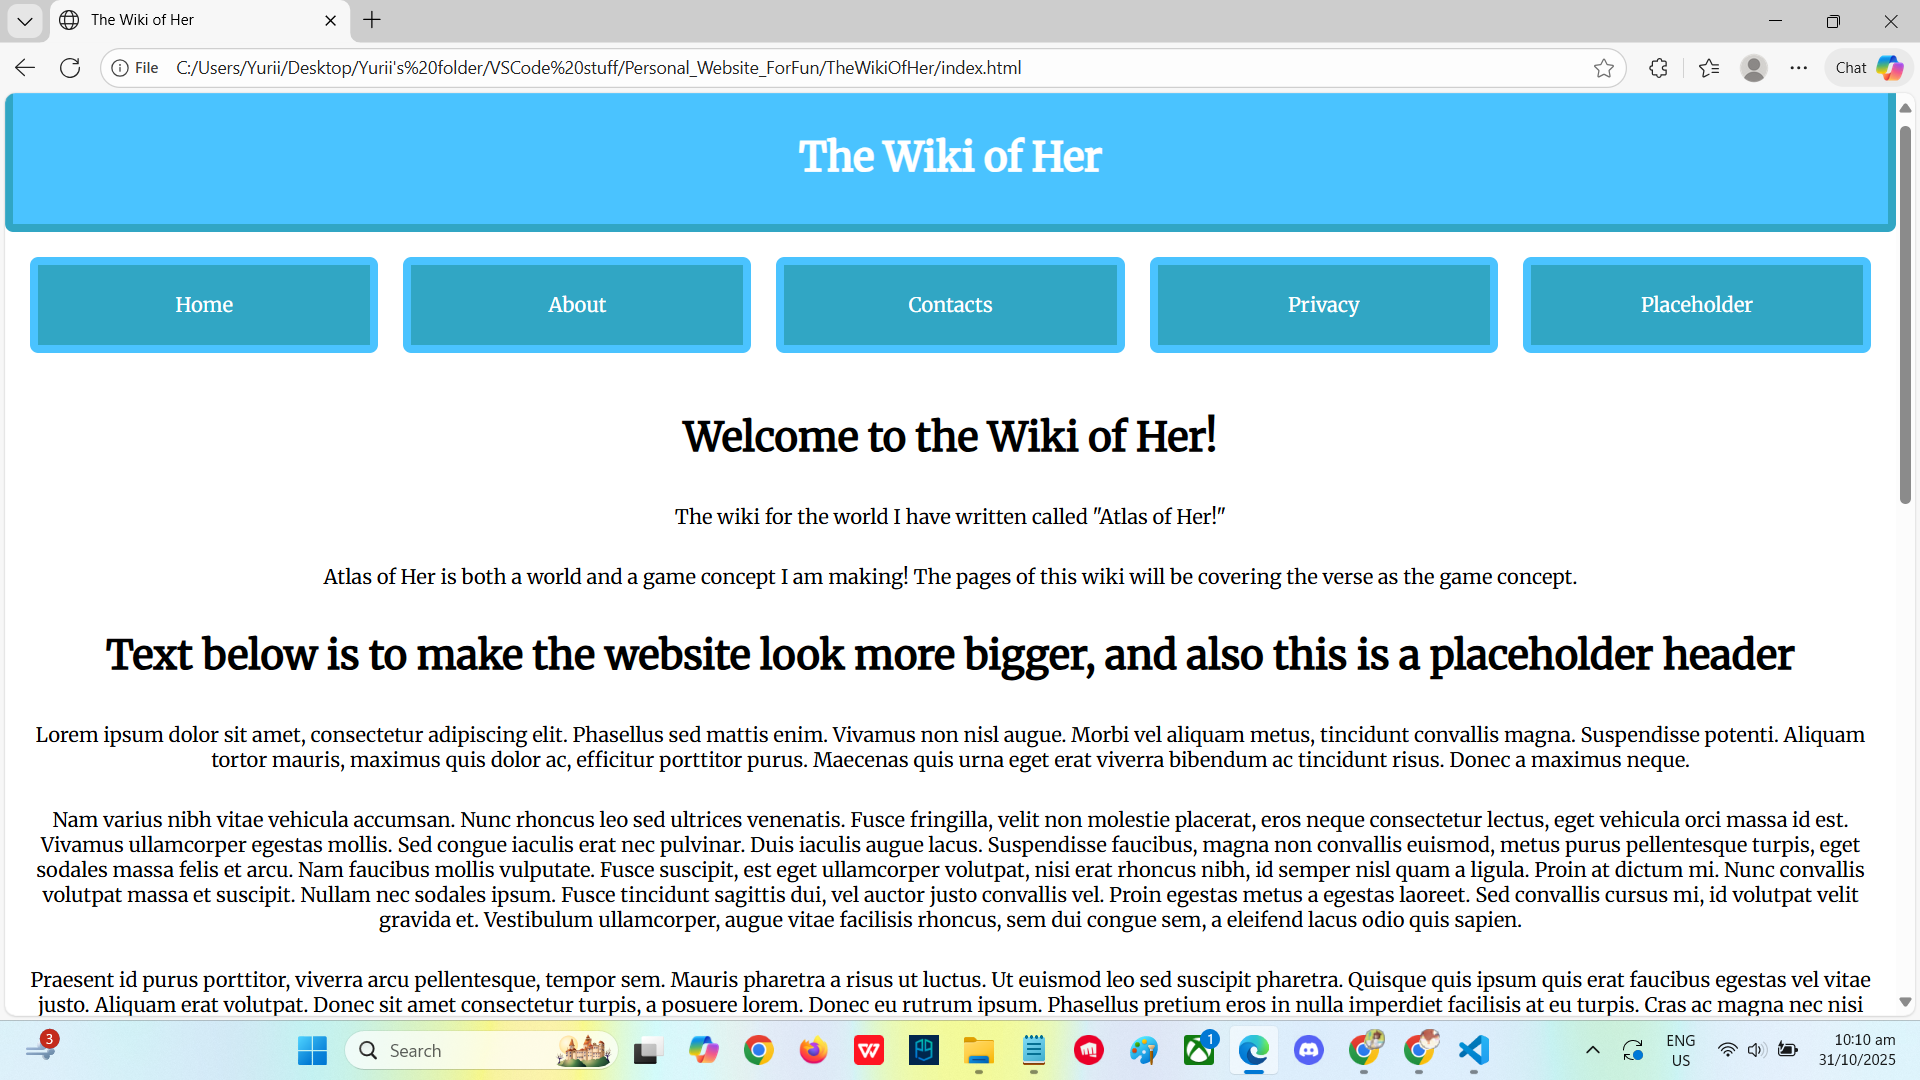 The Wiki of Her
File
C:/Users/Yurii/Desktop/Yurii's%20folder/VSCode%20stuff/Personal_Website_ForFun/TheWikiOfHer/index.html
Chat
The Wiki of Her
Home
About
Contacts
Privacy
Placeholder
Welcome to the Wiki of Her!
The wiki for the world I have written called "Atlas of Her!"
Atlas of Her is both a world and a game concept I am making! The pages of this wiki will be covering the verse as the game concept.
Text below is to make the website look more bigger, and also this is a placeholder header
Lorem ipsum dolor sit amet, consectetur adipiscing elit. Phasellus sed mattis enim. Vivamus non nisl augue. Morbi vel aliquam metus, tincidunt convallis magna. Suspendisse potenti. Aliquam
tortor mauris, maximus quis dolor ac, efficitur porttitor purus. Maecenas quis urna eget erat viverra bibendum ac tincidunt risus. Donec a maximus neque.
Nam varius nibh vitae vehicula accumsan. Nunc rhoncus leo sed ultrices venenatis. Fusce fringilla, velit non molestie placerat, eros neque consectetur lectus, eget vehicula orci massa id est.
Vivamus ullamcorper egestas mollis. Sed congue iaculis erat nec pulvinar. Duis iaculis augue lacus. Suspendisse faucibus, magna non convallis euismod, metus purus pellentesque turpis, eget
sodales massa felis et arcu. Nam faucibus mollis vulputate. Fusce suscipit, est eget ullamcorper volutpat, nisi erat rhoncus nibh, id semper nisl quam a ligula. Proin at dictum mi. Nunc convallis
volutpat massa et suscipit. Nullam nec sodales ipsum. Fusce tincidunt sagittis dui, vel auctor justo convallis vel. Proin egestas metus a egestas laoreet. Sed convallis cursus mi, id volutpat velit
gravida et. Vestibulum ullamcorper, augue vitae facilisis rhoncus, sem dui congue sem, a eleifend lacus odio quis sapien.
Praesent id purus porttitor, viverra arcu pellentesque, tempor sem. Mauris pharetra a risus ut luctus. Ut euismod leo sed suscipit pharetra. Quisque quis ipsum quis erat faucibus egestas vel vitae
justo. Aliquam erat volutpat. Donec sit amet consectetur turpis, a posuere lorem. Donec eu rutrum ipsum. Phasellus pretium eros in nulla imperdiet facilisis at eu turpis. Cras ac magna nec nisi
3
Search
1
ENG
US
10:10 am
31/10/2025